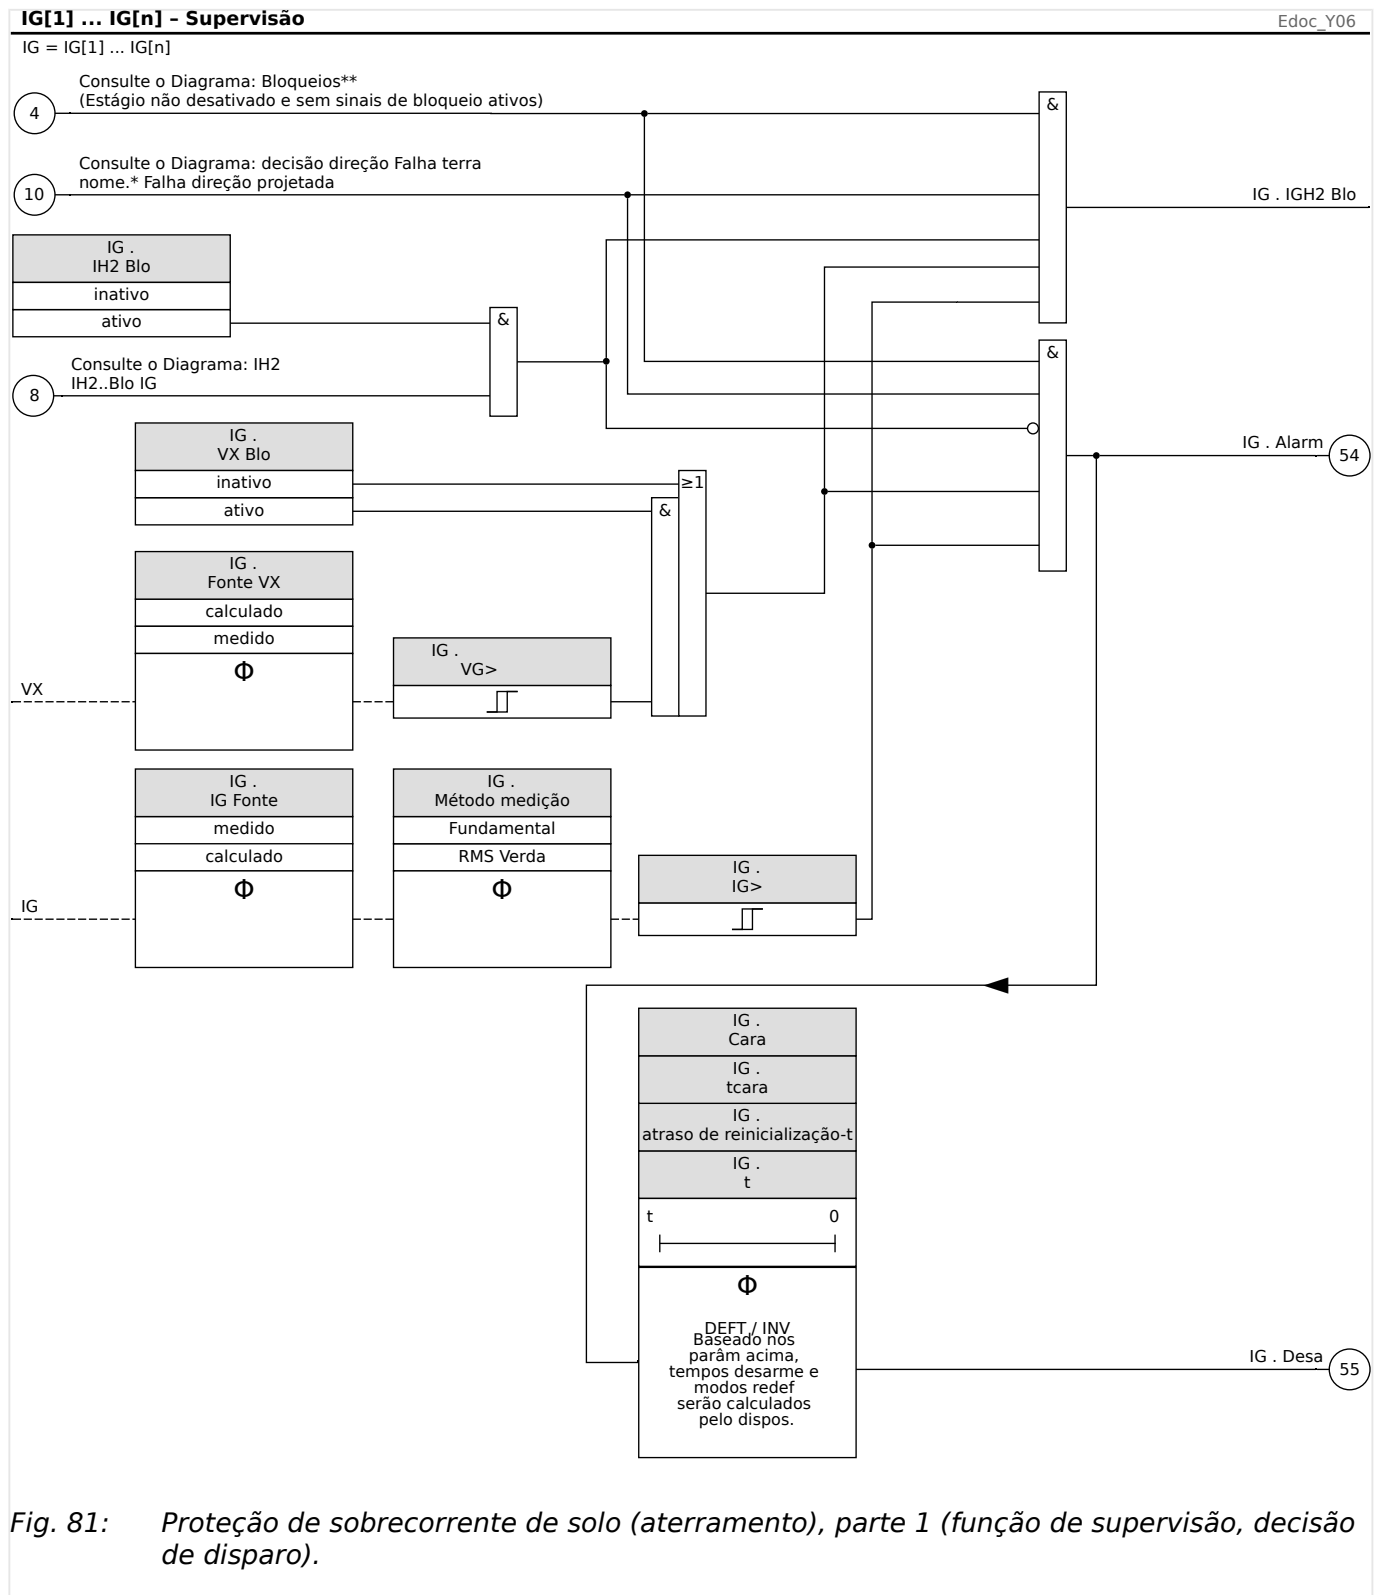 IG[1] ... IG[n] – Supervisão
Edoc_Y06
IG = IG[1] ... IG[n]
Consulte o Diagrama: Bloqueios**
(Estágio não desativado e sem sinais de bloqueio ativos)
4
&
Consulte o Diagrama: decisão direção Falha terra
nome.* Falha direção projetada
10
IG . IGH2 Blo
IG .
IH2 Blo
inativo
ativo
&
Consulte o Diagrama: IH2
IH2..Blo IG
8
&
IG . Alarm
54
IG .
VX Blo
inativo
ativo
≥1
&
IG .
Fonte VX
calculado
medido
Φ
VX
IG .
VG>
IG .
IG Fonte
medido
calculado
Φ
IG
IG .
Método medição
Fundamental
RMS Verda
Φ
IG .
IG>
IG .
Cara
IG .
tcara
IG .
atraso de reinicialização-t
IG .
t
t 0
Φ
DEFT / INV
Baseado nos
parâm acima,
tempos desarme e
modos redef
serão calculados
pelo dispos.
IG . Desa
55
Fig. 81: Proteção de sobrecorrente de solo (aterramento), parte 1 (função de supervisão, decisão
de disparo).